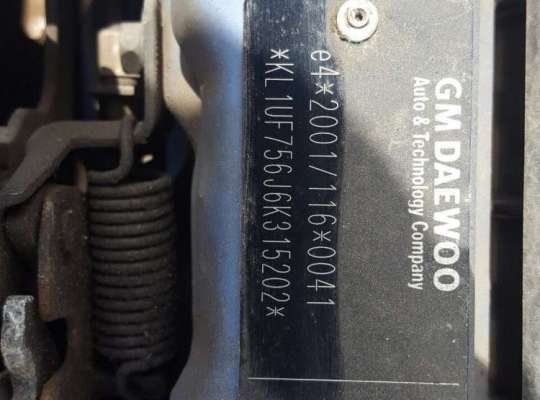 GM DAEWOO
Auto & Technology Company
e4*2001/116*0041
*KL1UF756J6K315202*